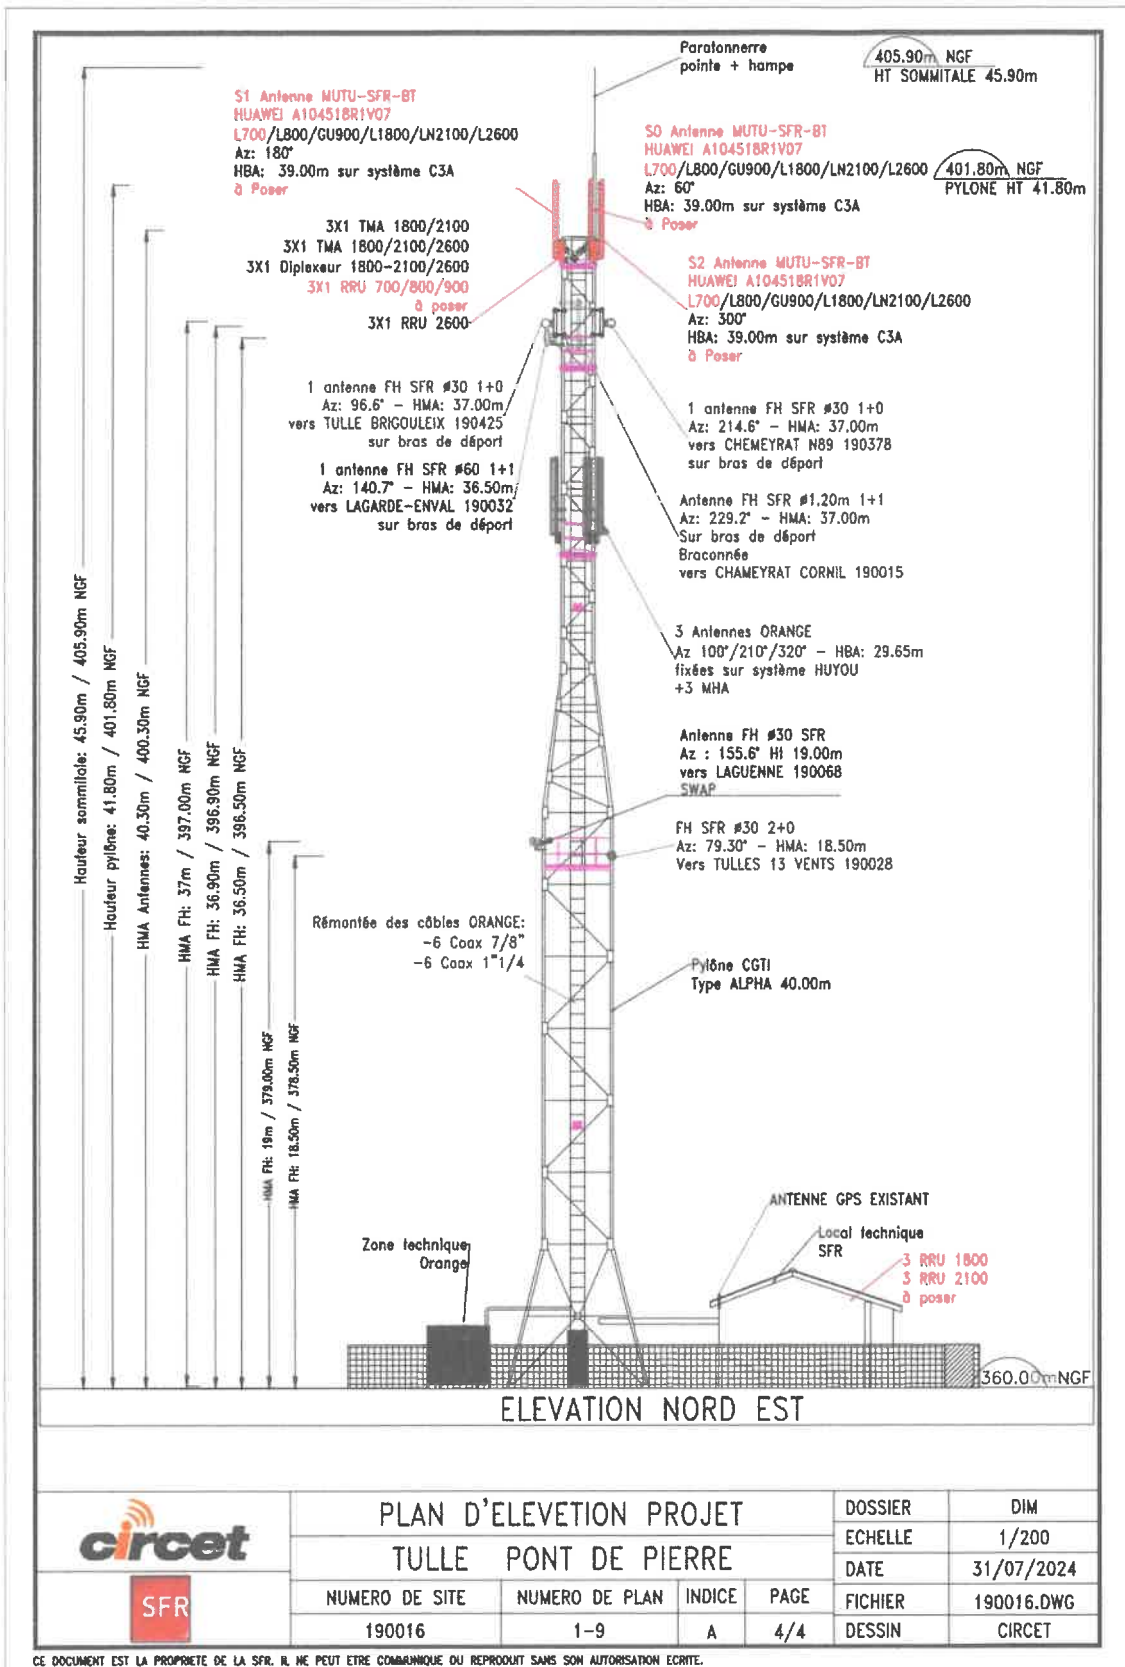 Paratonnerre
pointe + hampe
405.90m NGF
HT SOMMITALE 45.90m
S1 Antenne MUTU-SFR-BT
HUAWEI A104518R1V07
L700/L800/GU900/L1800/LN2100/L2600
Az: 180°
HBA: 39.00m sur système C3A
à Poser
S0 Antenne MUTU-SFR-BT
HUAWEI A104518R1V07
L700/L800/GU900/L1800/LN2100/L2600
Az: 60°
HBA: 39.00m sur système C3A
à Poser
401.80m NGF
PYLONE HT 41.80m
3X1 TMA 1800/2100
3X1 TMA 1800/2100/2600
3X1 Diplexeur 1800-2100/2600
3X1 RRU 700/800/900
à poser
3X1 RRU 2600
S2 Antenne MUTU-SFR-BT
HUAWEI A104518R1V07
L700/L800/GU900/L1800/LN2100/L2600
Az: 300°
HBA: 39.00m sur système C3A
à Poser
1 antenne FH SFR ø30 1+0
Az: 96.6° - HMA: 37.00m
vers TULLE BRIGOULEIX 190425
sur bras de déport
1 antenne FH SFR ø60 1+1
Az: 140.7° - HMA: 36.50m
vers LAGARDE-ENVAL 190032
sur bras de déport
1 antenne FH SFR ø30 1+0
Az: 214.6° - HMA: 37.00m
vers CHEMEYRAT N89 190378
sur bras de déport
Antenne FH SFR ø1.20m 1+1
Az: 229.2° - HMA: 37.00m
Sur bras de déport
Braconnée
vers CHAMEYRAT CORNIL 190015
3 Antennes ORANGE
Az 100°/210°/320° - HBA: 29.65m
fixées sur système HUYOU
+3 MHA
Antenne FH ø30 SFR
Az : 155.6° Ht 19.00m
vers LAGUENNE 190068
SWAP
FH SFR ø30 2+0
Az: 79.30° - HMA: 18.50m
Vers TULLES 13 VENTS 190028
Rémontée des câbles ORANGE:
-6 Coax 7/8"
-6 Coax 1"1/4
Pylône CGTI
Type ALPHA 40.00m
Hauteur sommitale: 45.90m / 405.90m NGF
Hauteur pylône: 41.80m / 401.80m NGF
HMA Antennes: 40.30m / 400.30m NGF
HMA FH: 37m / 397.00m NGF
HMA FH: 36.90m / 396.90m NGF
HMA FH: 36.50m / 396.50m NGF
HMA FH: 19m / 379.00m NGF
HMA FH: 18.50m / 378.50m NGF
ANTENNE GPS EXISTANT
Local technique
SFR
3 RRU 1800
3 RRU 2100
à poser
Zone technique
Orange
360.00mNGF
ELEVATION NORD EST
circet
SFR
PLAN D'ELEVETION PROJET
TULLE PONT DE PIERRE
NUMERO DE SITE NUMERO DE PLAN INDICE PAGE
190016 1-9 A 4/4
DOSSIER DIM
ECHELLE 1/200
DATE 31/07/2024
FICHIER 190016.DWG
DESSIN CIRCET
CE DOCUMENT EST LA PROPRIETE DE LA SFR. IL NE PEUT ETRE COMMUNIQUE OU REPRODUIT SANS SON AUTORISATION ECRITE.